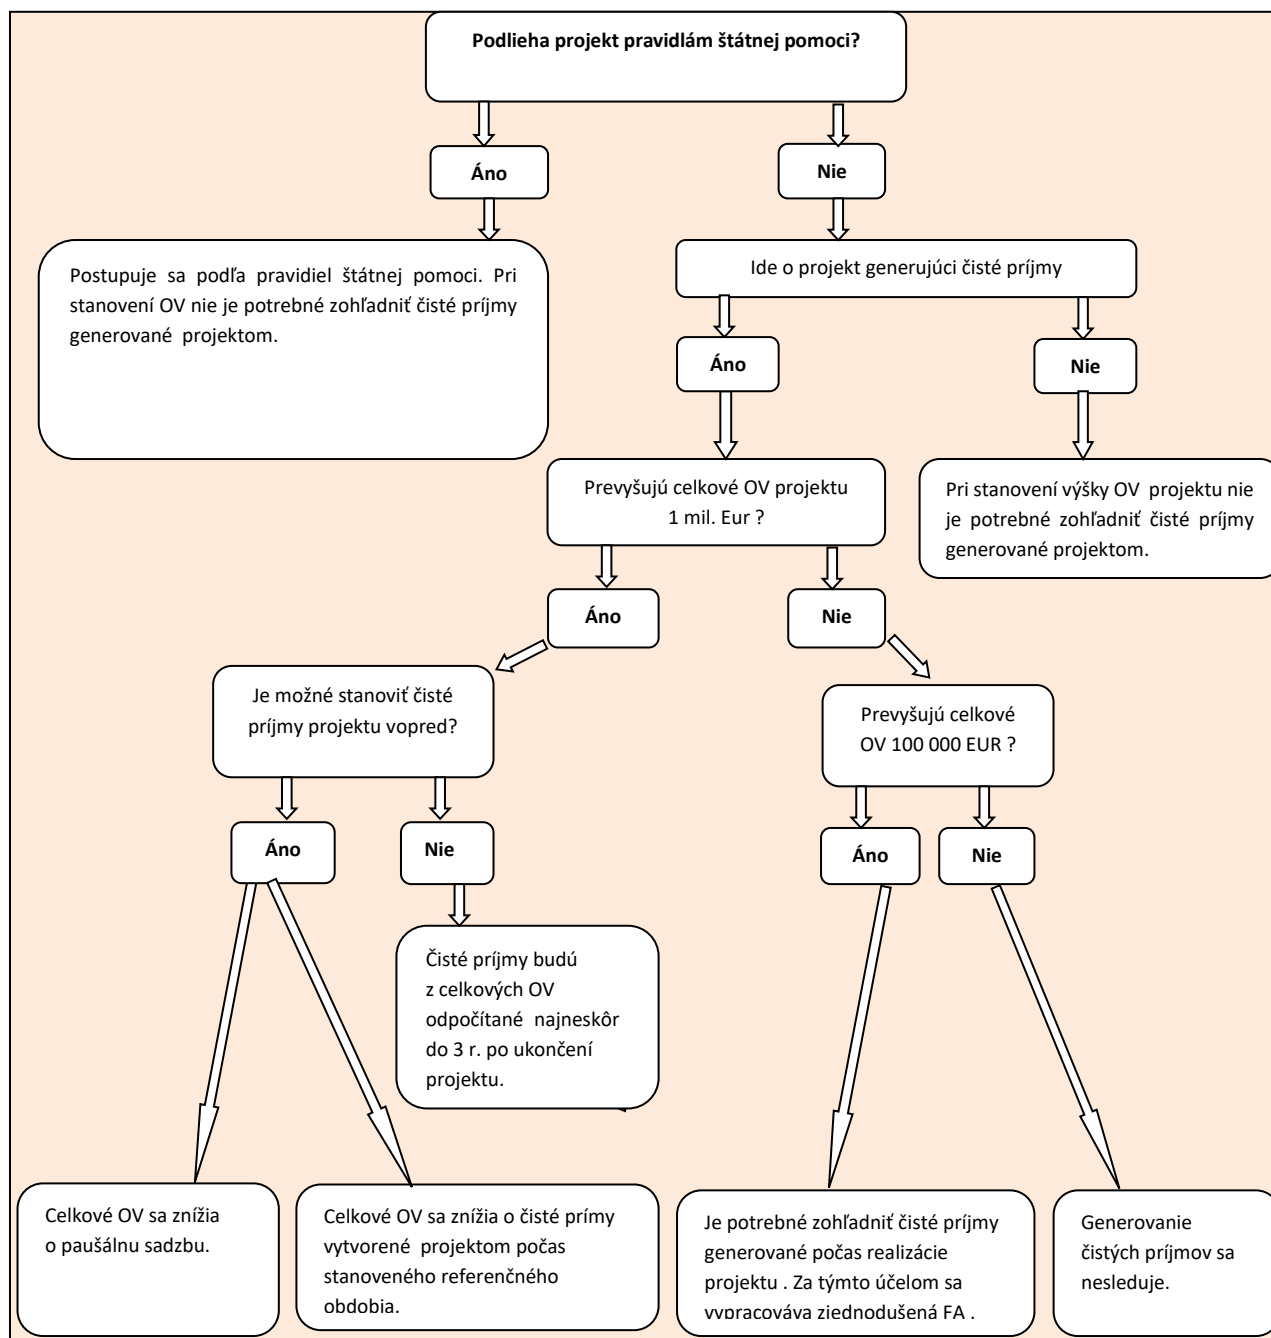 Podlieha projekt pravidlám štátnej pomoci?
Áno
Nie
Postupuje sa podľa pravidiel štátnej pomoci. Pri
stanovení OV nie je potrebné zohľadniť čisté príjmy
generované projektom.
Ide o projekt generujúci čisté príjmy
Áno
Nie
Prevyšujú celkové OV projektu
1 mil. Eur ?
Pri stanovení výšky OV projektu nie
je potrebné zohľadniť čisté príjmy
generované projektom.
Áno
Nie
Je možné stanoviť čisté
príjmy projektu vopred?
Prevyšujú celkové
OV 100 000 EUR ?
Áno
Nie
Áno
Nie
Čisté príjmy budú
z celkových OV
odpočítané najneskôr
do 3 r. po ukončení
projektu.
Celkové OV sa znížia
o paušálnu sadzbu.
Celkové OV sa znížia o čisté prímy
vytvorené projektom počas
stanoveného referenčného
obdobia.
Je potrebné zohľadniť čisté príjmy
generované počas realizácie
projektu . Za týmto účelom sa
vypracováva zjednodušená FA .
Generovanie
čistých príjmov sa
nesleduje.